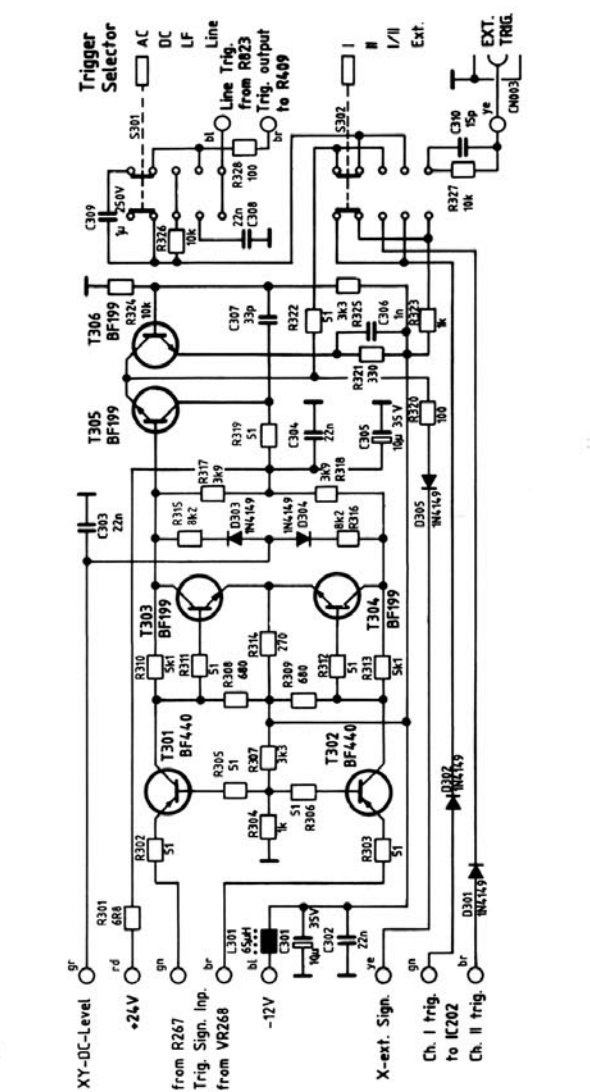 Trigger
Selector
AC
DC
LF
Line
S301
bl
Line Trig.
from R823
Trig. output
to R409
br
I
II
I/II
Ext.
S302
EXT.
TRIG.
CN003
ye
C310
15p
R327
10k
R328
100
C309
1µ
250V
R326
10k
22n
C308
T306
BF199
R324
10k
C307
33p
R322
51
3k3
R325
C306
1n
R323
1k
R321
330
T305
BF199
R319
51
C304
22n
C305
10µ
35V
R320
100
C303
22n
R317
3k9
3k9
R318
R315
8k2
D303
1N4149
1N4149
D304
8k2
R316
D305
1N4149
T303
BF199
T304
BF199
R310
5k1
R311
51
R314
270
R312
51
R313
5k1
R308
680
R309
680
T301
BF440
T302
BF440
R305
51
R307
3k3
51
R306
R304
1k
R302
51
R303
51
D302
1N4149
D301
1N4149
R301
6R8
L301
65µH
C301
10µ
35V
C302
22n
gr
XY-DC-Level
rd
+24V
gn
from R267
Trig. Sign. Inp.
from VR268
br
bl
-12V
ye
X-ext. Sign.
gn
Ch. I trig.
to IC202
Ch. II trig.
br